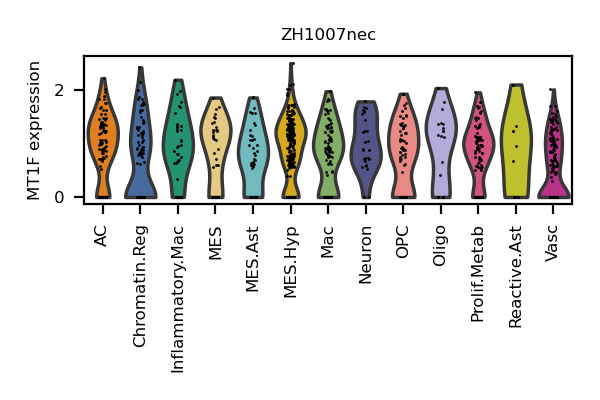 ZH1007nec
MT1F expression
2
0
AC
Chromatin.Reg
Inflammatory.Mac
MES
MES.Ast
MES.Hyp
Mac
Neuron
OPC
Oligo
Prolif.Metab
Reactive.Ast
Vasc